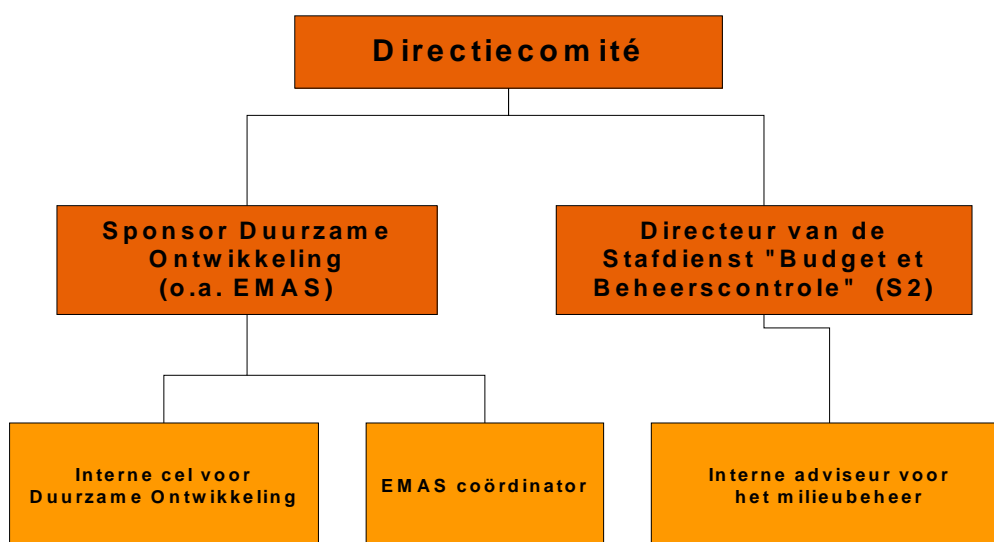 Directiecomité
Sponsor Duurzame
Ontwikkeling
(o.a. EMAS)
Directeur van de
Stafdienst "Budget et
Beheerscontrole" (S2)
Interne cel voor
Duurzame Ontwikkeling
EMAS coördinator
Interne adviseur voor
het milieubeheer